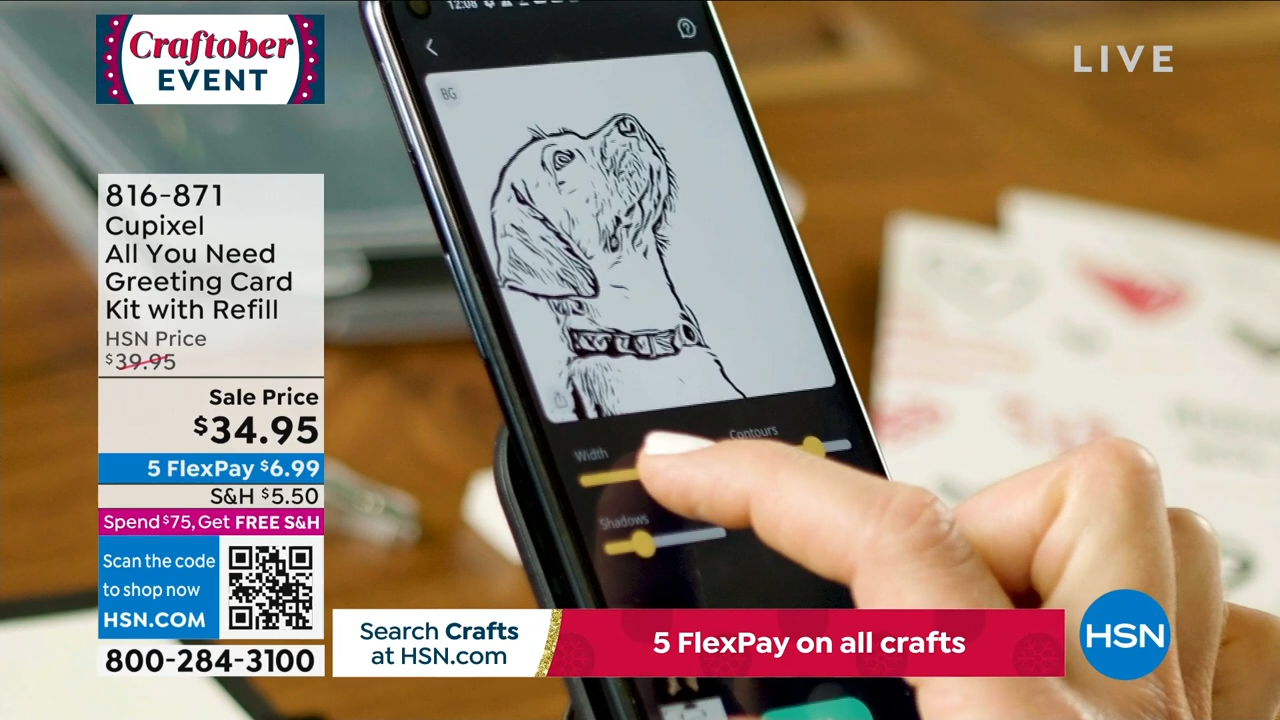 Craftober
EVENT
LIVE
12:08
BG
Width
Contours
Shadows
816-871
Cupixel
All You Need
Greeting Card
Kit with Refill
HSN Price
$39.95
Sale Price
$34.95
5 FlexPay $6.99
S&H $5.50
Spend $75, Get FREE S&H
Scan the code
to shop now
HSN.COM
800-284-3100
Search Crafts
at HSN.com
5 FlexPay on all crafts
HSN